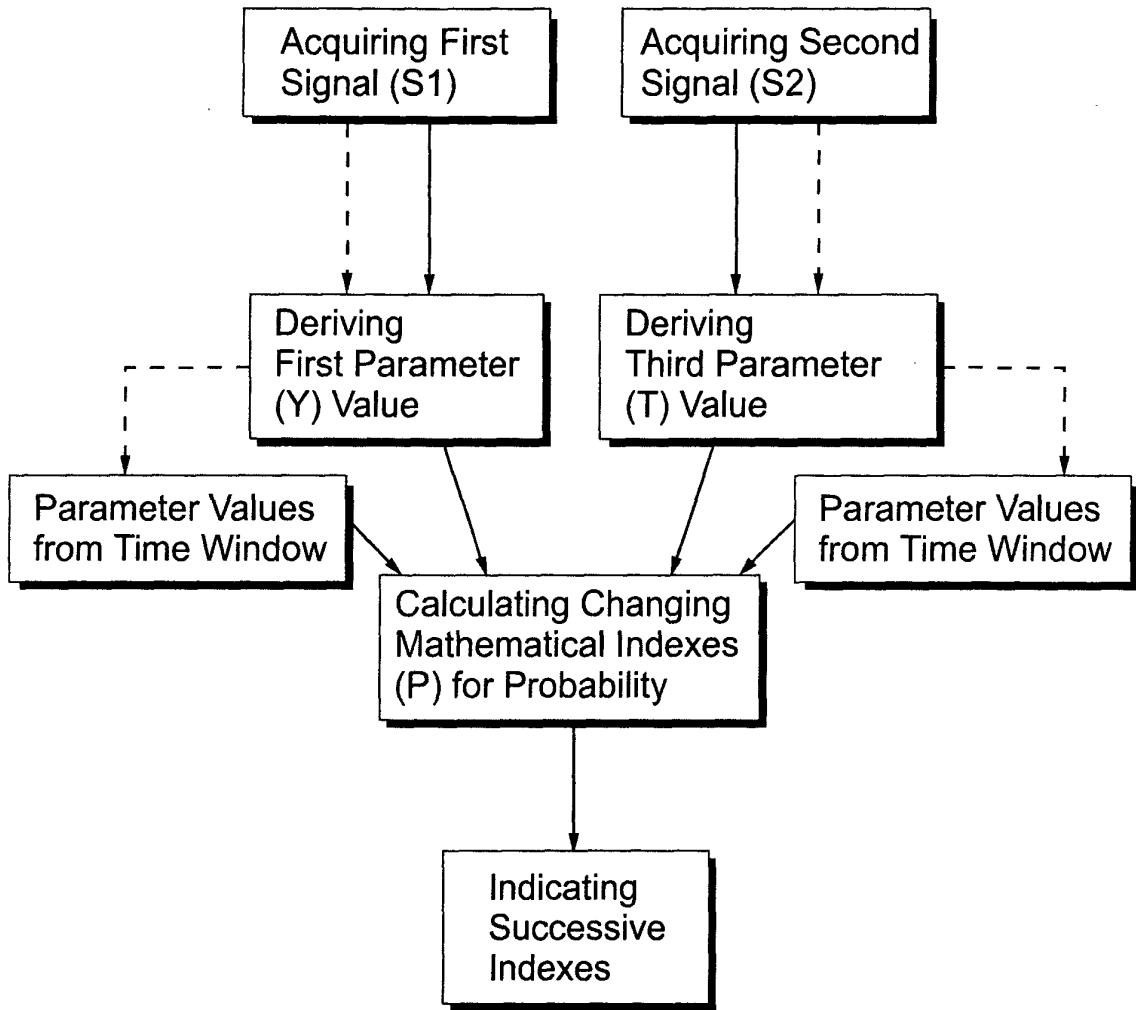 Acquiring First
Signal (S1)
Acquiring Second
Signal (S2)
Deriving
First Parameter
(Y) Value
Deriving
Third Parameter
(T) Value
Parameter Values
from Time Window
Parameter Values
from Time Window
Calculating Changing
Mathematical Indexes
(P) for Probability
Indicating
Successive
Indexes